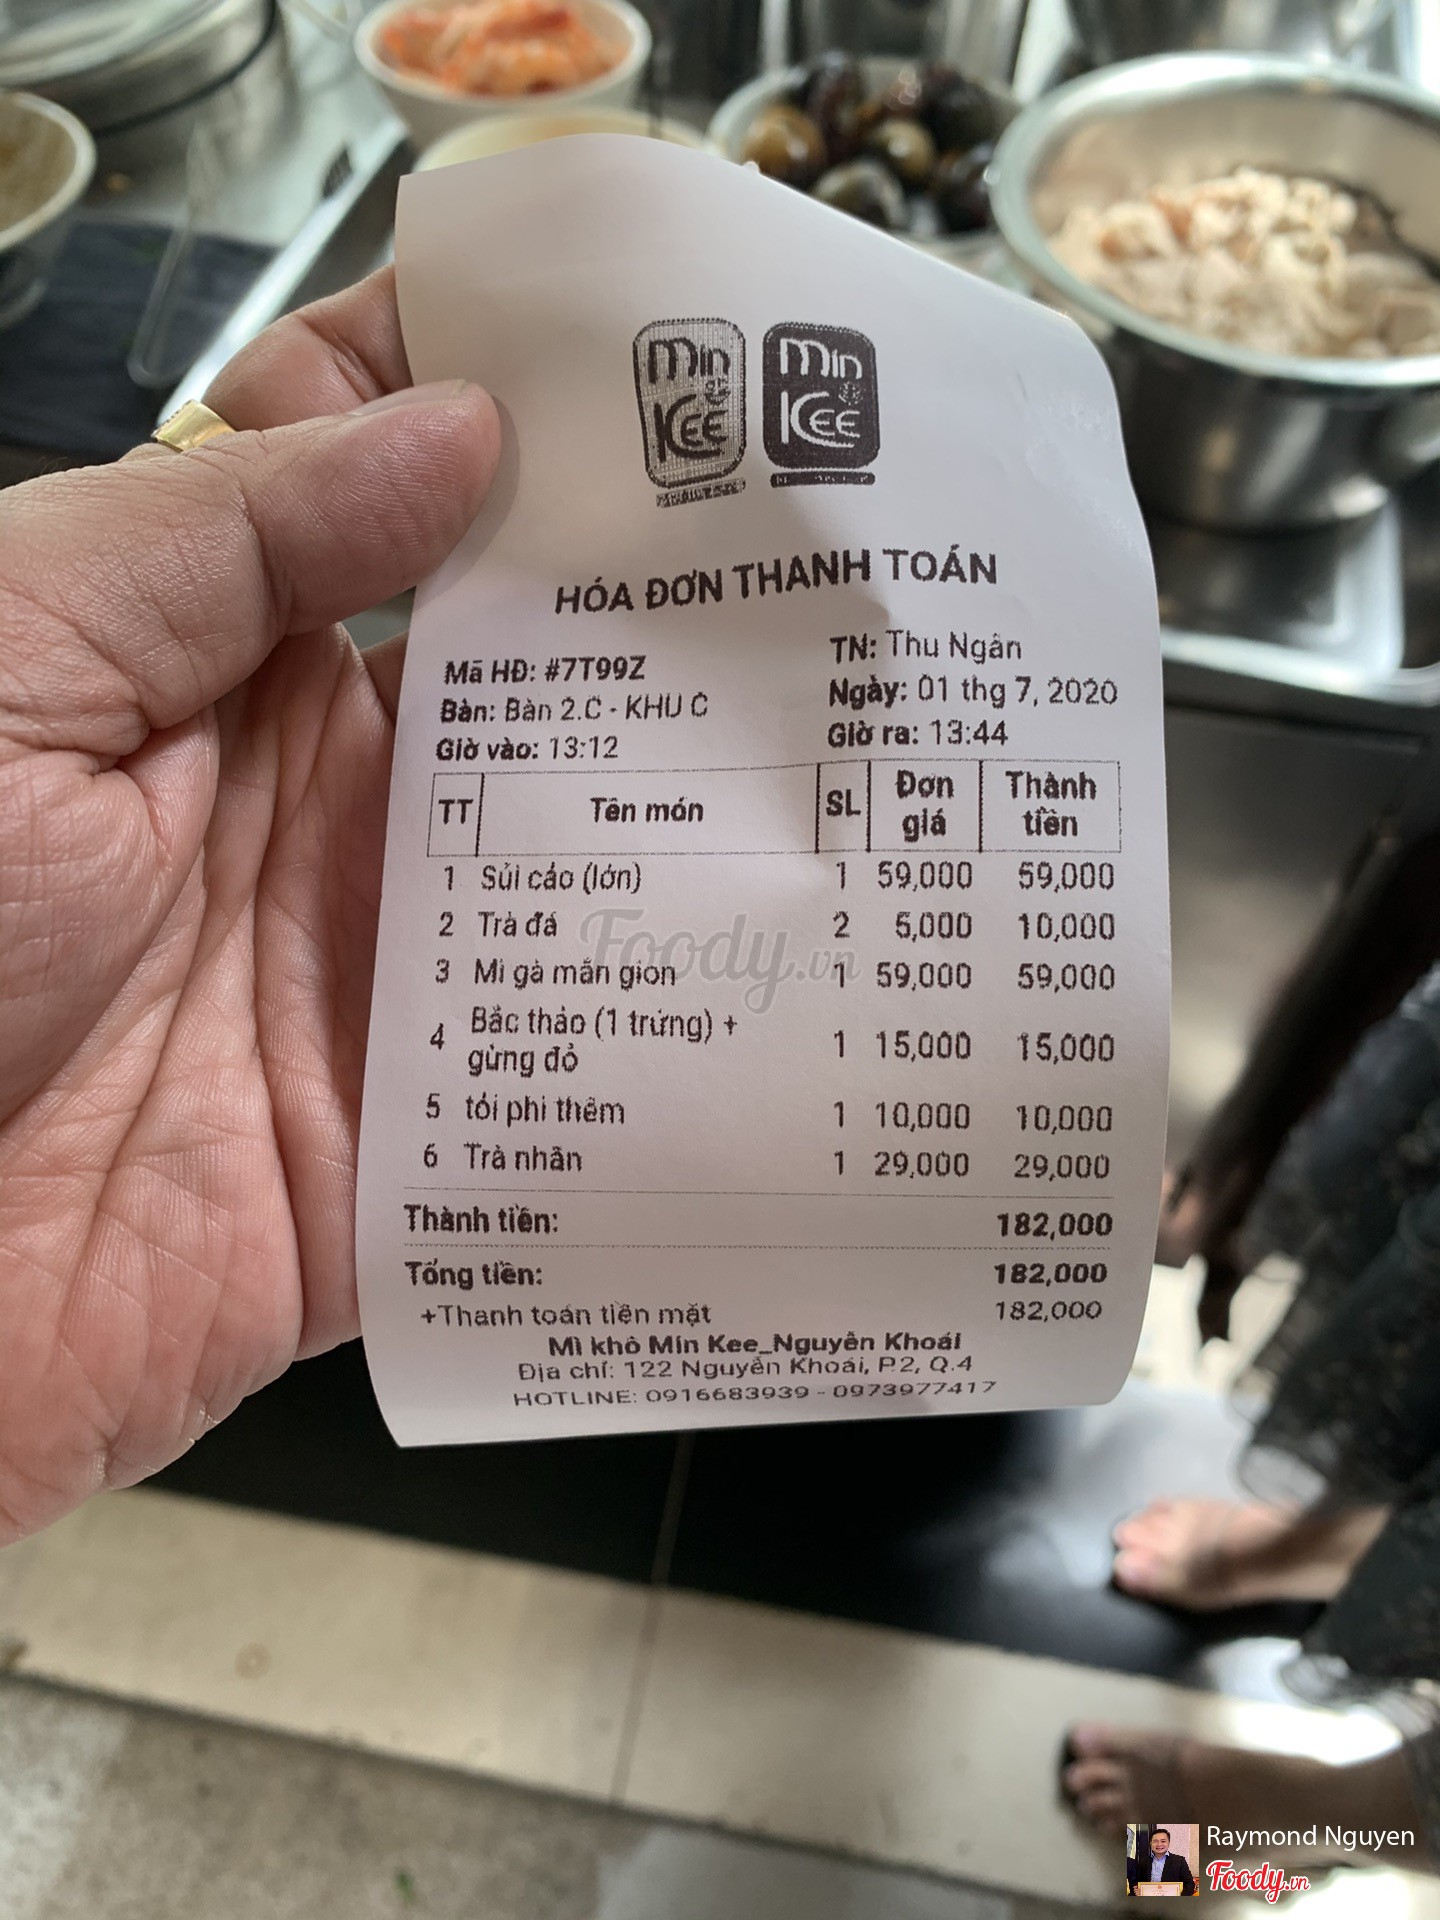 Min Kee
Min Kee
HÓA ĐƠN THANH TOÁN
Mã HĐ: #7T99Z
TN: Thu Ngân
Bàn: Bàn 2.C - KHU C
Ngày: 01 thg 7, 2020
Giờ vào: 13:12
Giờ ra: 13:44
TT Tên món SL Đơn giá Thành tiền
1 Sủi cảo (lớn) 1 59,000 59,000
2 Trà đá 2 5,000 10,000
3 Mì gà mắn gion 1 59,000 59,000
4 Bắc thảo (1 trứng) + gừng đỏ 1 15,000 15,000
5 tỏi phi thêm 1 10,000 10,000
6 Trà nhãn 1 29,000 29,000
Thành tiền: 182,000
Tổng tiền: 182,000
+Thanh toán tiền mặt 182,000
Mì khô Min Kee_Nguyễn Khoái
Địa chỉ: 122 Nguyễn Khoái, P.2, Q.4
HOTLINE: 0916683939 - 0973977417
Foody.vn
Raymond Nguyen
Foody.vn